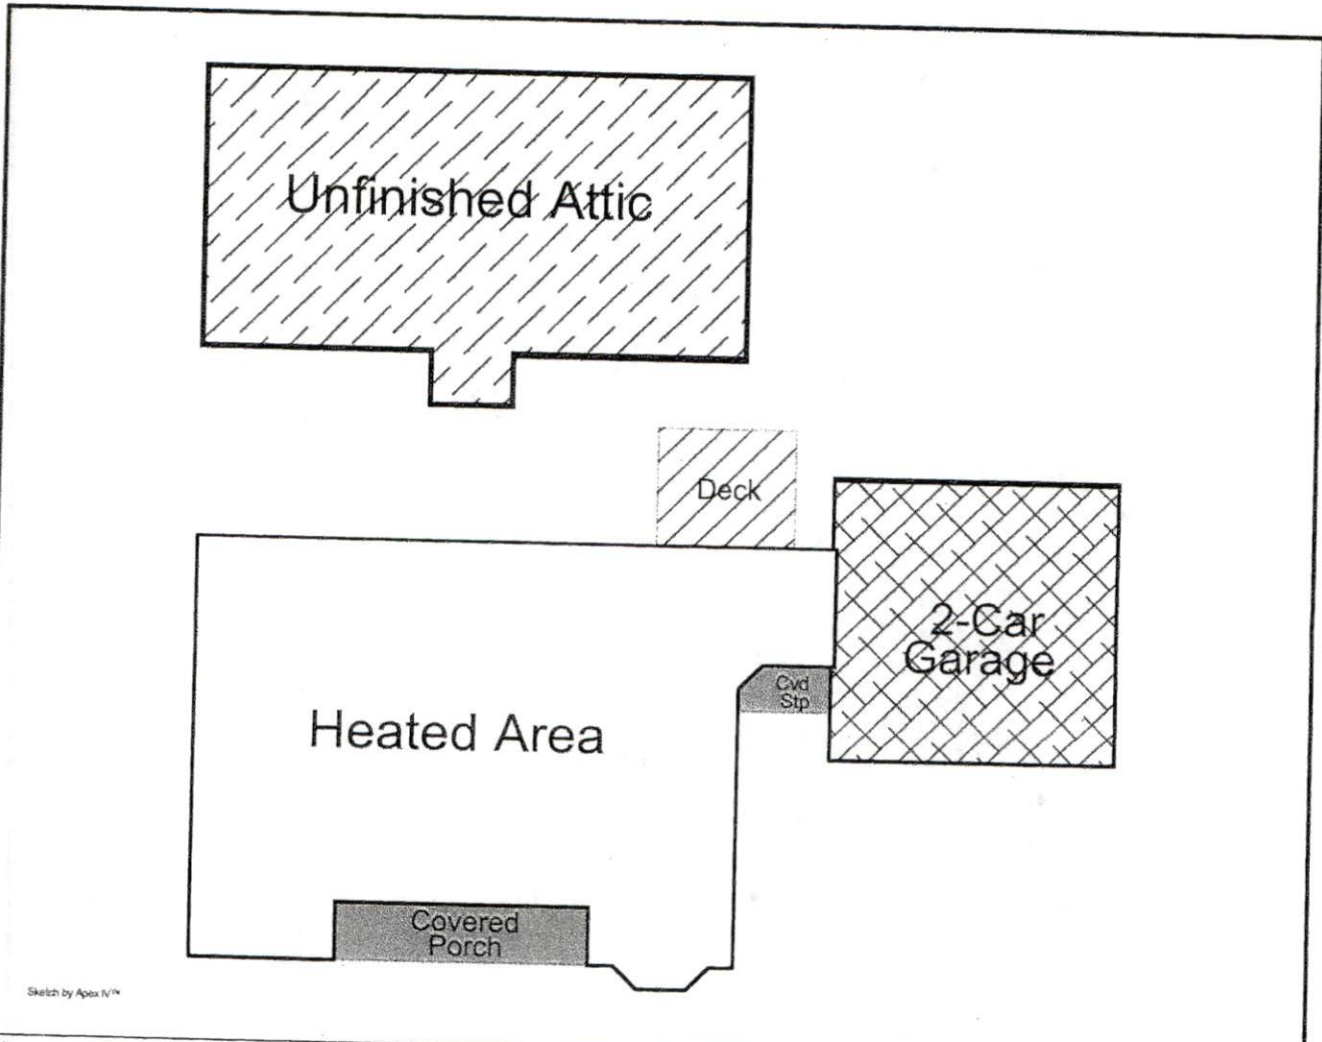 Unfinished Attic
Deck
2-Car
Garage
Cvd
Stp
Heated Area
Covered
Porch
Sketch by Apex IV™